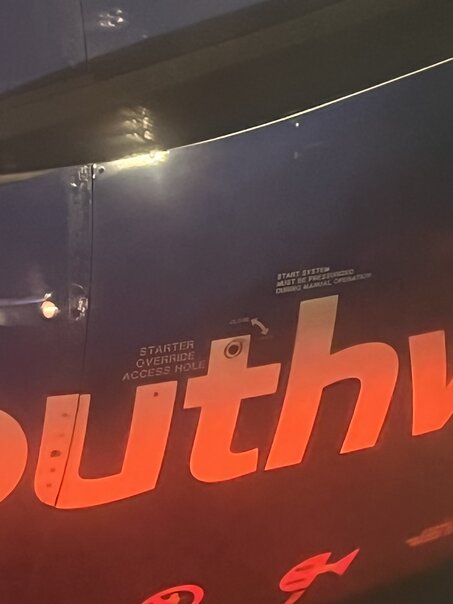 START SYSTEM
MUST BE PRESSURIZED
DURING MANUAL OPERATION
CLOSE
STARTER
OVERRIDE
ACCESS HOLE
outhw